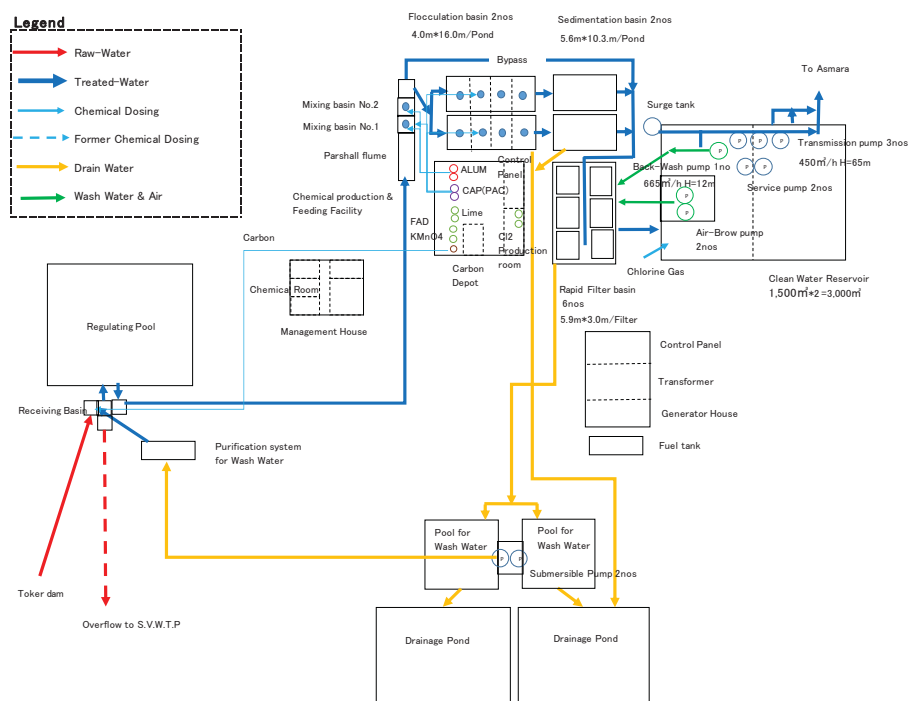 Legend
Raw-Water
Treated-Water
Chemical Dosing
Former Chemical Dosing
Drain Water
Wash Water & Air
Flocculation basin 2nos
4.0m*16.0m/Pond
Sedimentation basin 2nos
5.6m*10.3.m/Pond
Bypass
To Asmara
Mixing basin No.2
Mixing basin No.1
Parshall flume
Surge tank
Transmission pump 3nos
450㎥/h H=65m
Back-Wash pump 1no
665㎥/h H=12m
Service pump 2nos
P
P
P
P
P
P
P
P
Air-Brow pump
2nos
Control
Panel
ALUM
CAP(PAC)
Lime
Chemical production &
Feeding Facility
FAD
KMnO4
Cl2
Production
room
Carbon
Carbon
Depot
Chlorine Gas
Clean Water Reservoir
1,500㎥*2=3,000㎥
Chemical Room
Management House
Rapid Filter basin
6nos
5.9m*3.0m/Filter
Regulating Pool
Control Panel
Transformer
Generator House
Fuel tank
Receiving Basin
Purification system
for Wash Water
Pool for
Wash Water
Pool for
Wash Water
P
P
Submersible Pump 2nos
Toker dam
Overflow to S.V.W.T.P
Drainage Pond
Drainage Pond